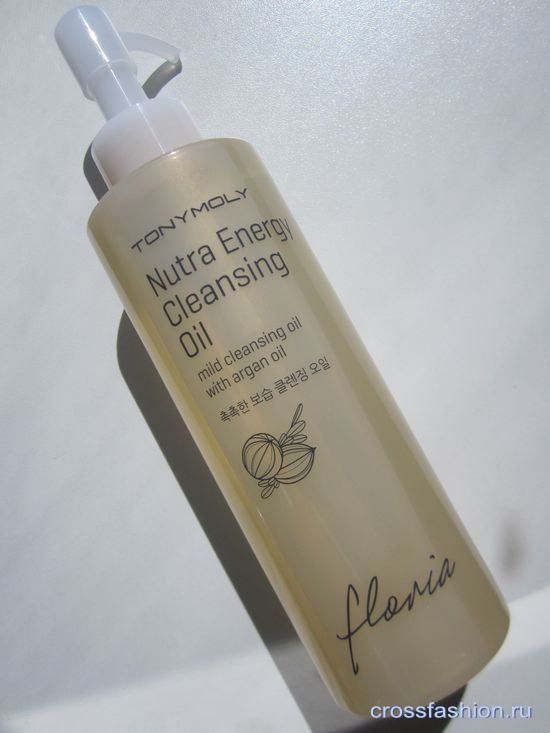 TONYMOLY
Nutra Energy
Cleansing
Oil
mild cleansing oil
with argan oil
촉촉한 보습 클렌징 오일
floria
crossfashion.ru